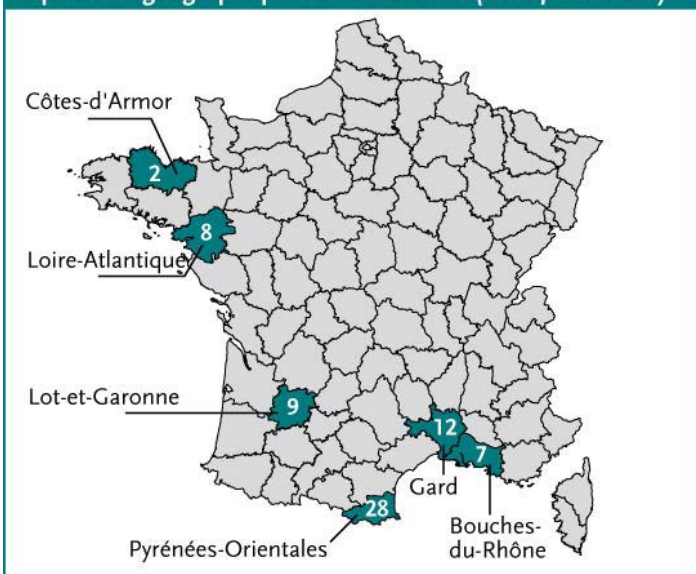 Côtes-d'Armor
2
8
Loire-Atlantique
Lot-et-Garonne
9
12
7
Gard
28
Bouches-
du-Rhône
Pyrénées-Orientales